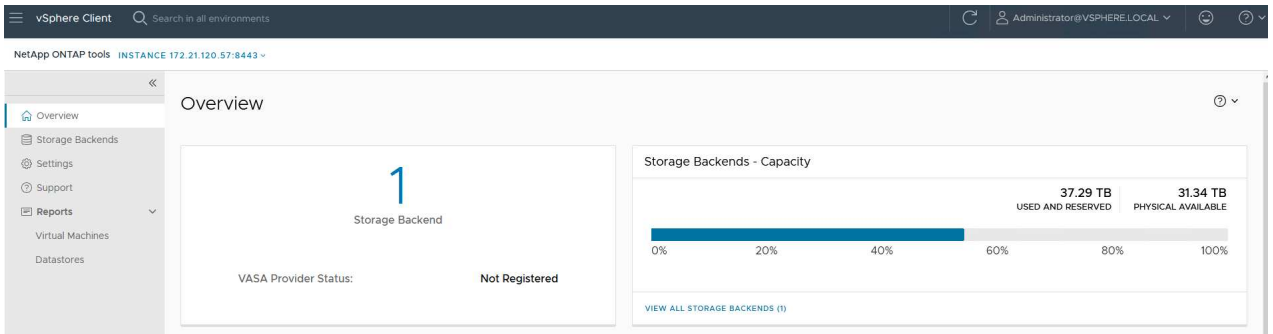 vSphere Client Search in all environments Administrator@VSPHERE.LOCAL
NetApp ONTAP tools INSTANCE 172.21.120.57:8443
Overview
Storage Backends
Settings
Support
Reports
Virtual Machines
Datastores
Overview
1
Storage Backend
VASA Provider Status: Not Registered
Storage Backends - Capacity
37.29 TB 31.34 TB
USED AND RESERVED PHYSICAL AVAILABLE
0% 20% 40% 60% 80% 100%
VIEW ALL STORAGE BACKENDS (1)